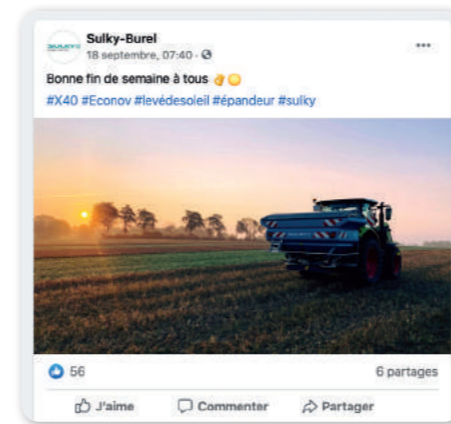 Sulky-Burel
18 septembre, 07:40 ·
Bonne fin de semaine à tous 👌😊
#X40 #Econov #levédesoleil #épandeur #sulky
56
6 partages
J'aime
Commenter
Partager